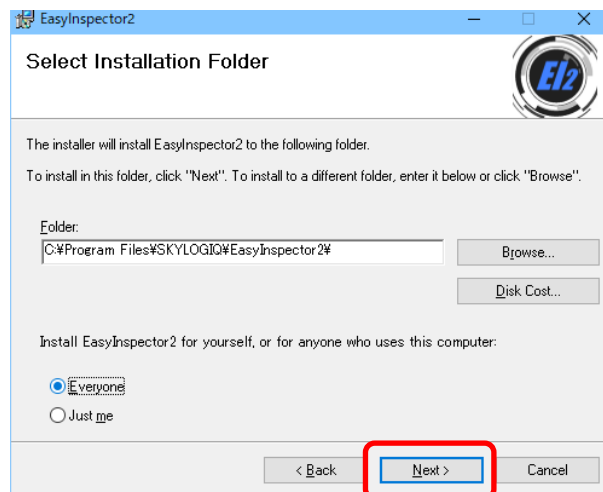 EasyInspector2
Select Installation Folder
EI2
The installer will install EasyInspector2 to the following folder.
To install in this folder, click "Next". To install to a different folder, enter it below or click "Browse".
Folder:
C:¥Program Files¥SKYLOGIQ¥EasyInspector2¥
Browse...
Disk Cost...
Install EasyInspector2 for yourself, or for anyone who uses this computer:
Everyone
Just me
< Back Next > Cancel